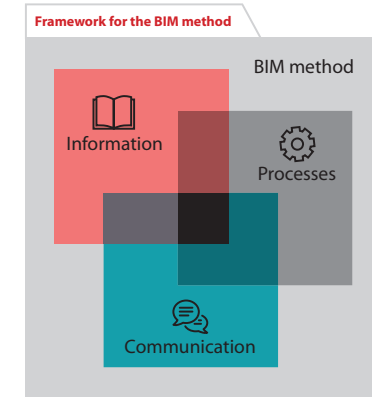 Framework for the BIM method
BIM method
Information
Processes
Communication